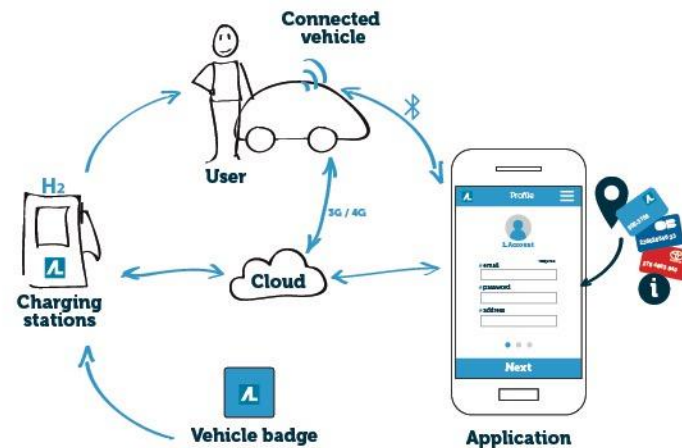 Connected
vehicle
User
H2
Charging
stations
3G / 4G
Cloud
Vehicle badge
Profile
email
password
address
Next
Application